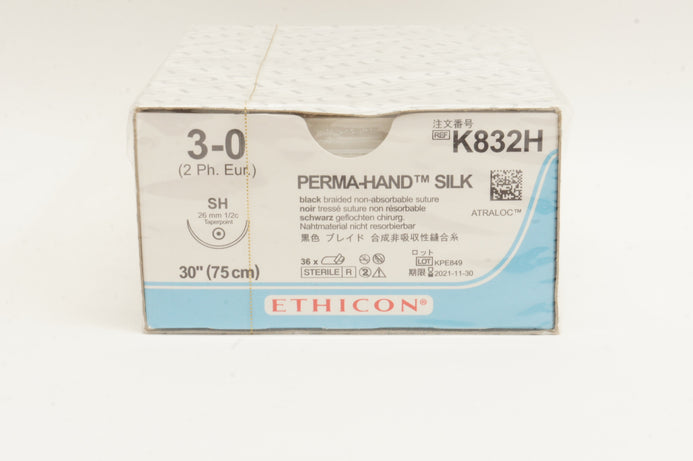 3-0
(2 Ph. Eur.)
SH
26 mm 1/2c
Taperpoint
30" (75 cm)
注文番号
REF K832H
PERMA-HAND™ SILK
black braided non-absorbable suture
noir tressé suture non résorbable
schwarz geflochten chirurg.
Nahtmaterial nicht resorbierbar
黒色 ブレイド 合成非吸収性縫合糸
ATRALOC™
36 x
STERILE R
2
ロット
LOT KPE849
期限 2021-11-30
ETHICON®